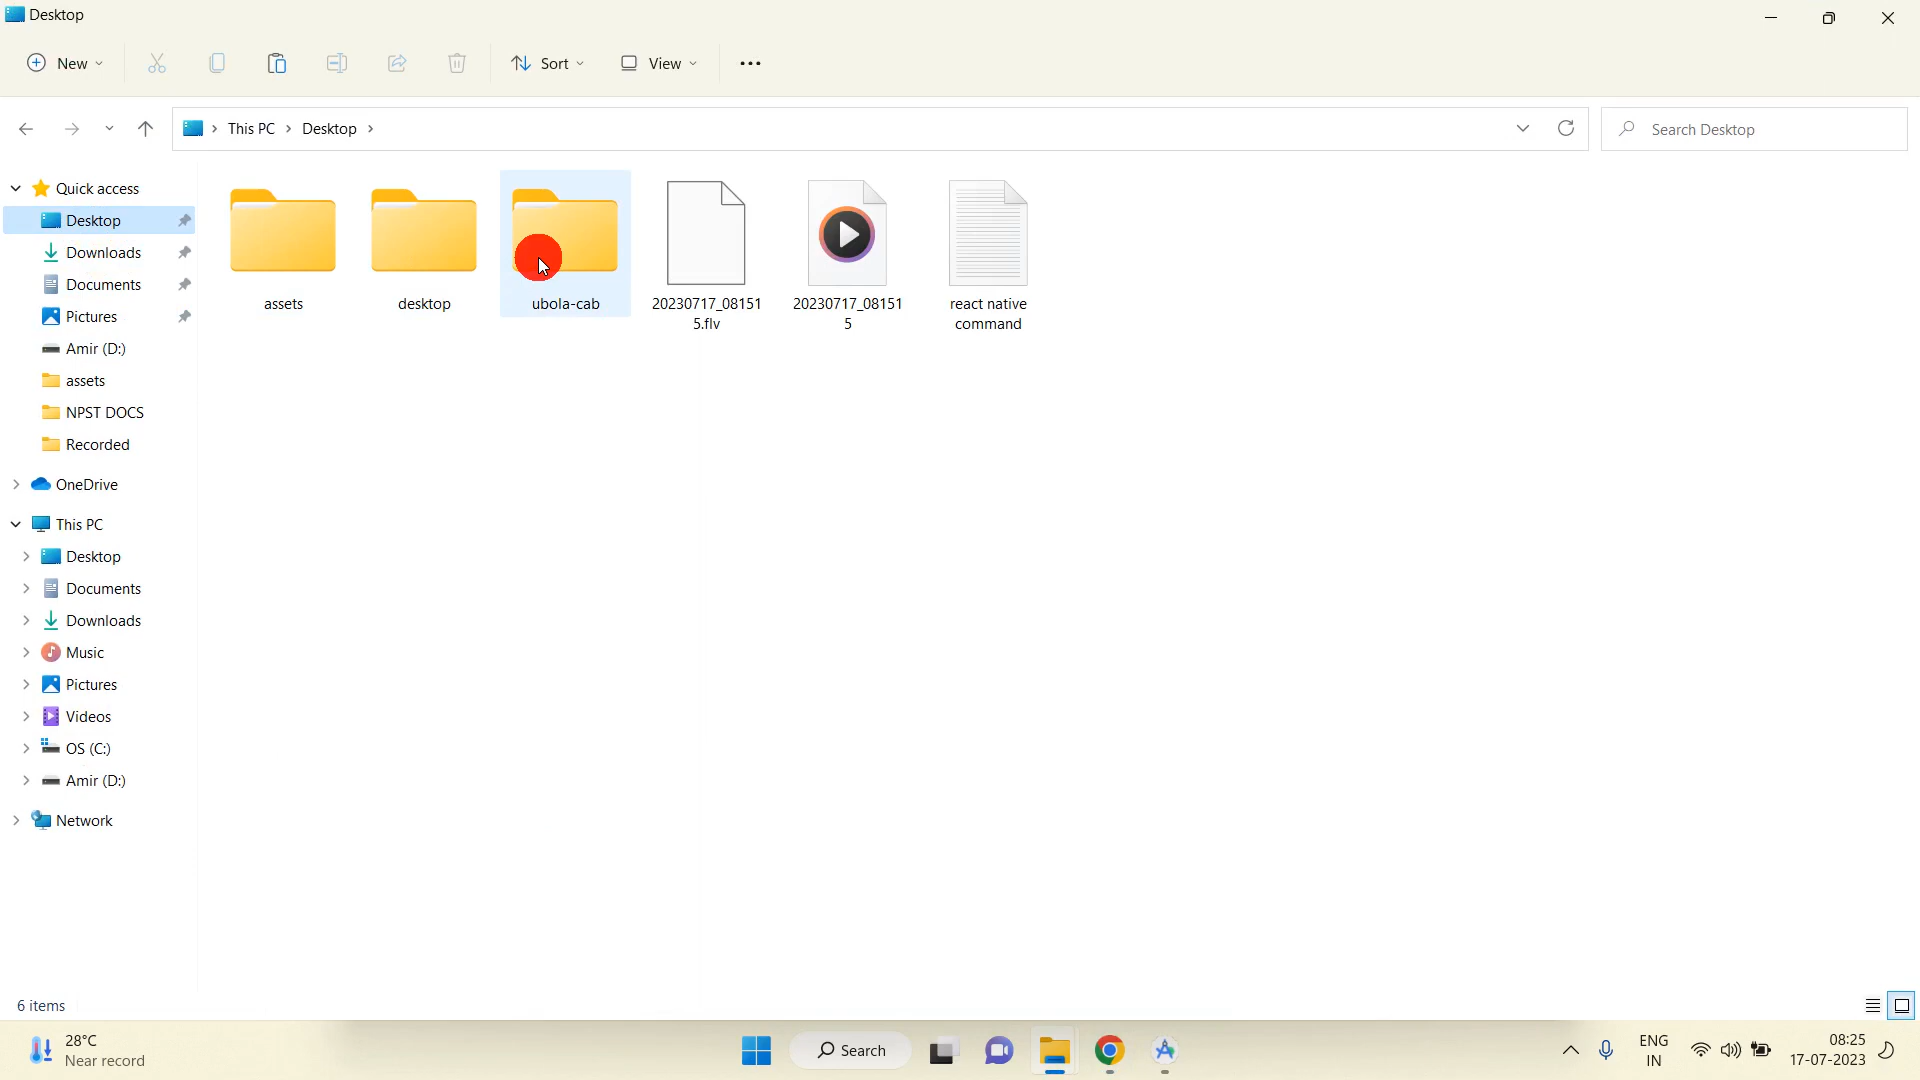 Desktop
New
Sort
View
This PC
Desktop
Search Desktop
Quick access
Desktop
Downloads
Documents
Pictures
Amir (D:)
assets
NPST DOCS
Recorded
OneDrive
This PC
Desktop
Documents
Downloads
Music
Pictures
Videos
OS (C:)
Amir (D:)
Network
assets
desktop
ubola-cab
20230717_08151
5.flv
20230717_08151
5
react native
command
6 items
28°C
Near record
Search
ENG
IN
08:25
17-07-2023